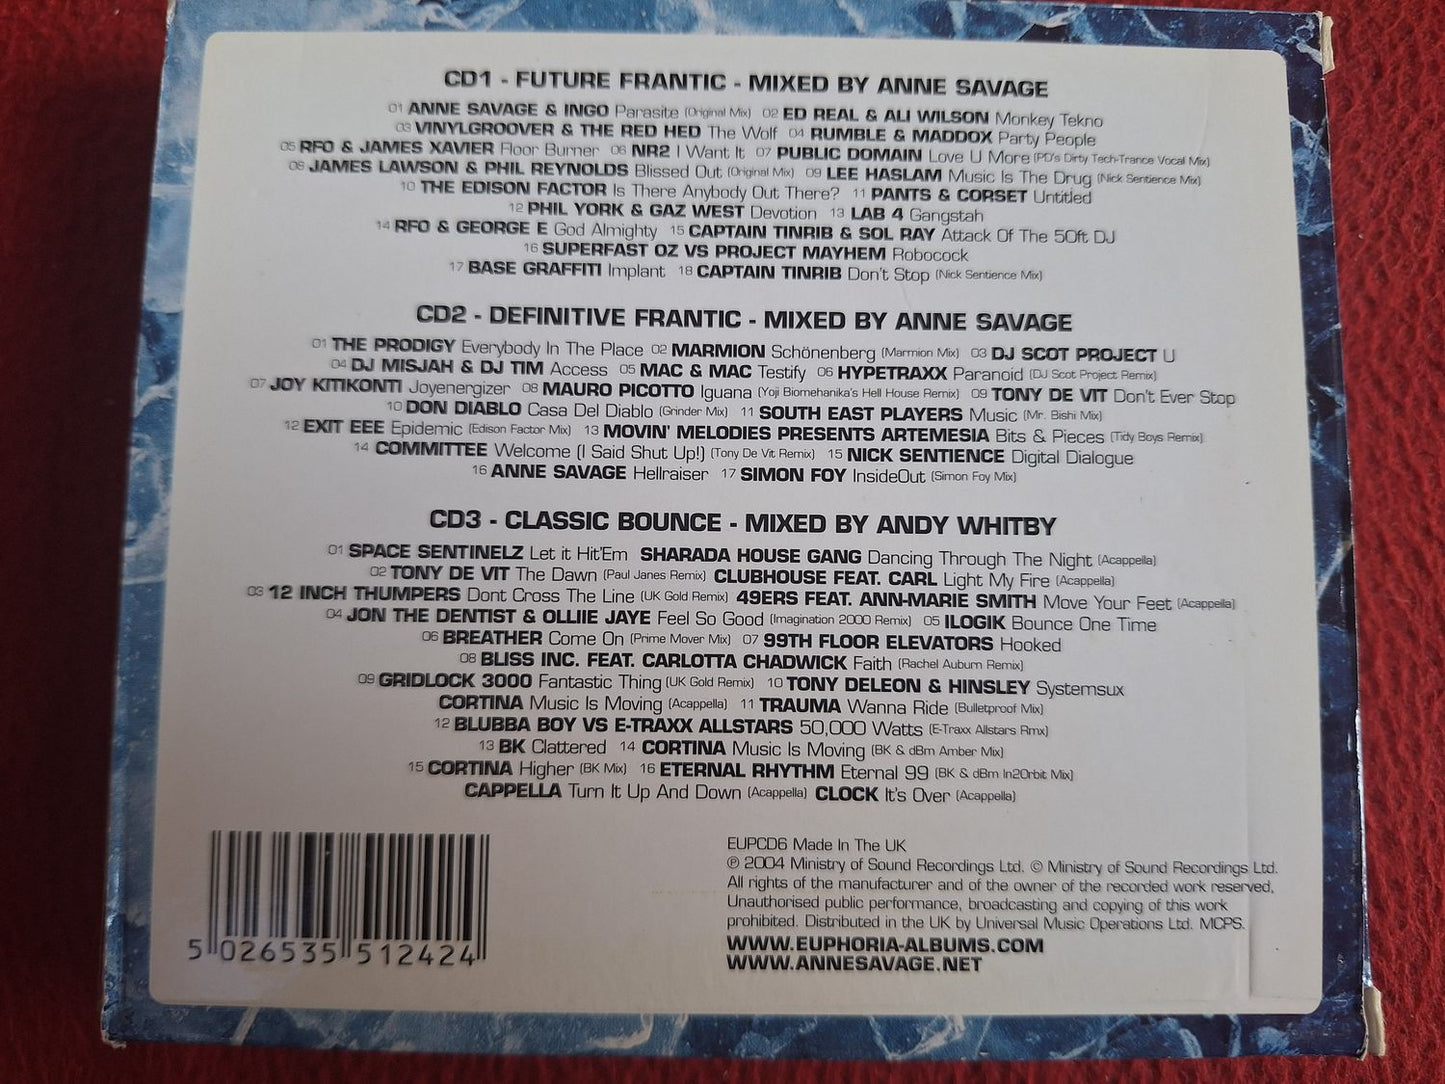 CD1 - FUTURE FRANTIC - MIXED BY ANNE SAVAGE
01 ANNE SAVAGE & INGO Parasite (Original Mix) 02 ED REAL & ALI WILSON Monkey Tekno
03 VINYLGROOVER & THE RED HED The Wolf 04 RUMBLE & MADDOX Party People
05 RFO & JAMES XAVIER Floor Burner 06 NR2 I Want It 07 PUBLIC DOMAIN Love U More (PD's Dirty Tech-Trance Vocal Mix)
08 JAMES LAWSON & PHIL REYNOLDS Blissed Out (Original Mix) 09 LEE HASLAM Music Is The Drug (Nick Sentience Mix)
10 THE EDISON FACTOR Is There Anybody Out There? 11 PANTS & CORSET Untitled
12 PHIL YORK & GAZ WEST Devotion 13 LAB 4 Gangstah
14 RFO & GEORGE E God Almighty 15 CAPTAIN TINRIB & SOL RAY Attack Of The 50ft DJ
16 SUPERFAST OZ VS PROJECT MAYHEM Robocock
17 BASE GRAFFITI Implant 18 CAPTAIN TINRIB Don't Stop (Nick Sentience Mix)
CD2 - DEFINITIVE FRANTIC - MIXED BY ANNE SAVAGE
01 THE PRODIGY Everybody In The Place 02 MARMION Schönenberg (Marmion Mix) 03 DJ SCOT PROJECT U
04 DJ MISJAH & DJ TIM Access 05 MAC & MAC Testify 06 HYPETRAXX Paranoid (DJ Scot Project Remix)
07 JOY KITIKONTI Joyenergizer 08 MAURO PICOTTO Iguana (Yoji Biomehanika's Hell House Remix) 09 TONY DE VIT Don't Ever Stop
10 DON DIABLO Casa Del Diablo (Grinder Mix) 11 SOUTH EAST PLAYERS Music (Mr. Bishi Mix)
12 EXIT EEE Epidemic (Edison Factor Mix) 13 MOVIN' MELODIES PRESENTS ARTEMESIA Bits & Pieces (Tidy Boys Remix)
14 COMMITTEE Welcome (I Said Shut Up!) (Tony De Vit Remix) 15 NICK SENTIENCE Digital Dialogue
16 ANNE SAVAGE Hellraiser 17 SIMON FOY InsideOut (Simon Foy Mix)
CD3 - CLASSIC BOUNCE - MIXED BY ANDY WHITBY
01 SPACE SENTINELZ Let it Hit'Em SHARADA HOUSE GANG Dancing Through The Night (Acappella)
02 TONY DE VIT The Dawn (Paul Janes Remix) CLUBHOUSE FEAT. CARL Light My Fire (Acappella)
03 12 INCH THUMPERS Dont Cross The Line (UK Gold Remix) 49ERS FEAT. ANN-MARIE SMITH Move Your Feet (Acappella)
04 JON THE DENTIST & OLLIIE JAYE Feel So Good (Imagination 2000 Remix) 05 ILOGIK Bounce One Time
06 BREATHER Come On (Prime Mover Mix) 07 99TH FLOOR ELEVATORS Hooked
08 BLISS INC. FEAT. CARLOTTA CHADWICK Faith (Rachel Auburn Remix)
09 GRIDLOCK 3000 Fantastic Thing (UK Gold Remix) 10 TONY DELEON & HINSLEY Systemsux
CORTINA Music Is Moving (Acappella) 11 TRAUMA Wanna Ride (Bulletproof Mix)
12 BLUBBA BOY VS E-TRAXX ALLSTARS 50,000 Watts (E-Traxx Allstars Rmx)
13 BK Clattered 14 CORTINA Music Is Moving (BK & dBm Amber Mix)
15 CORTINA Higher (BK Mix) 16 ETERNAL RHYTHM Eternal 99 (BK & dBm In2Orbit Mix)
CAPPELLA Turn It Up And Down (Acappella) CLOCK It's Over (Acappella)
EUPCD6 Made In The UK
℗ 2004 Ministry of Sound Recordings Ltd. © Ministry of Sound Recordings Ltd.
All rights of the manufacturer and of the owner of the recorded work reserved,
Unauthorised public performance, broadcasting and copying of this work
prohibited. Distributed in the UK by Universal Music Operations Ltd. MCPS.
WWW.EUPHORIA-ALBUMS.COM
WWW.ANNESAVAGE.NET
5 026535 512424